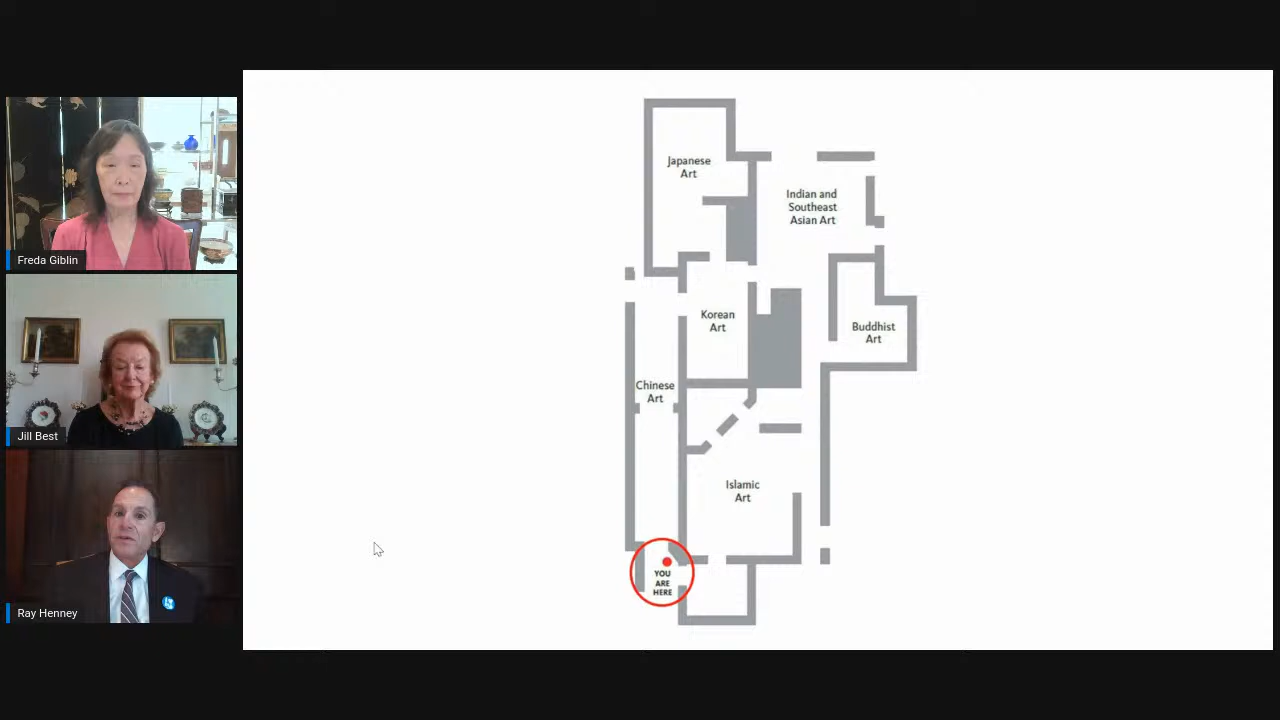 Freda Giblin
Jill Best
Ray Henney
Japanese
Art
Indian and
Southeast
Asian Art
Korean
Art
Buddhist
Art
Chinese
Art
Islamic
Art
YOU
ARE
HERE